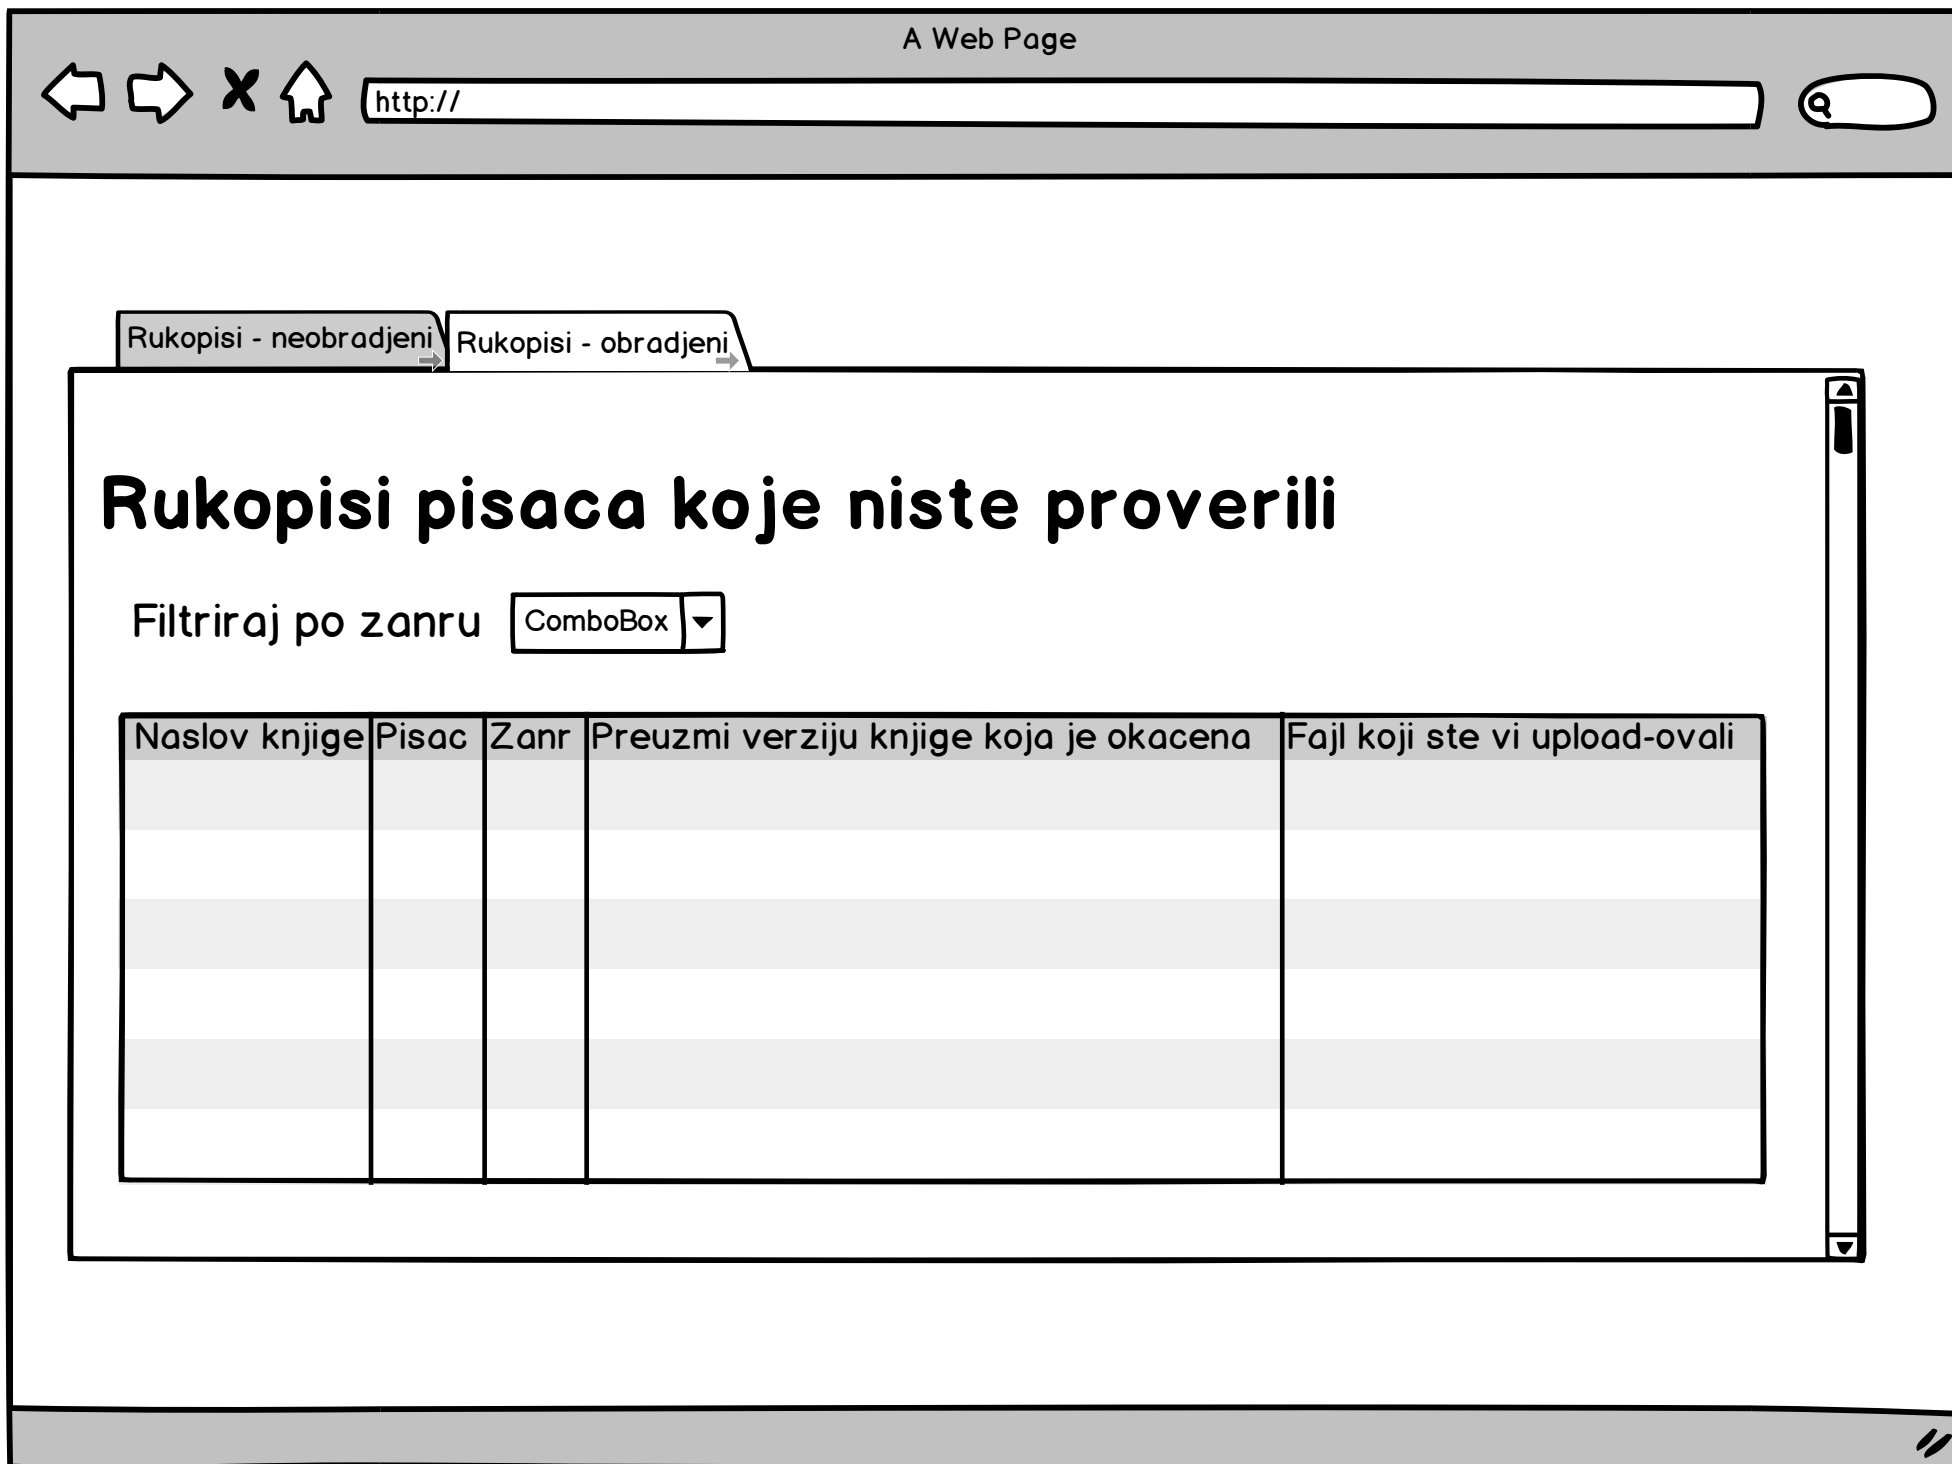 A Web Page
http://
Rukopisi - neobradjeni
Rukopisi - obradjeni
Rukopisi pisaca koje niste proverili
Filtriraj po zanru
ComboBox
Naslov knjige Pisac Zanr Preuzmi verziju knjige koja je okacena Fajl koji ste vi upload-ovali